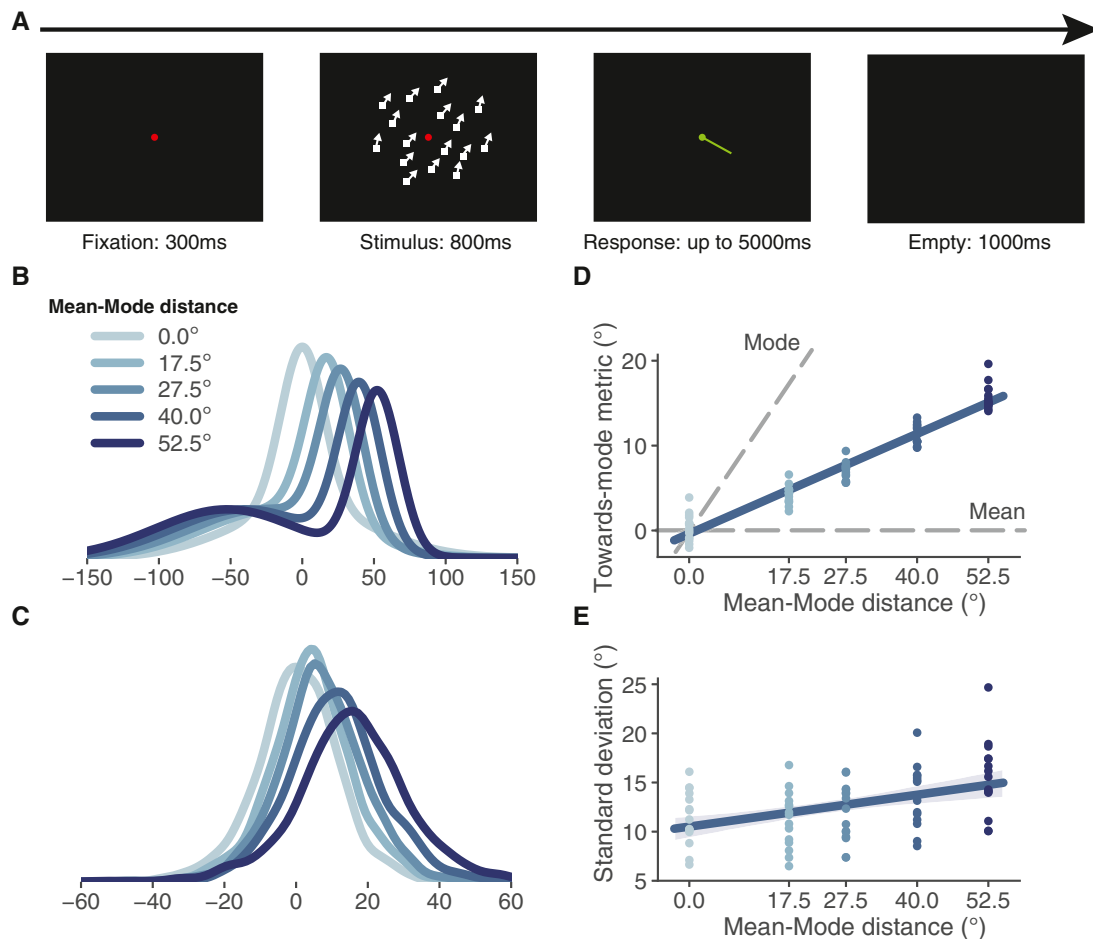 A
Fixation: 300ms
Stimulus: 800ms
Response: up to 5000ms
Empty: 1000ms
B
Mean-Mode distance
0.0°
17.5°
27.5°
40.0°
52.5°
−150 −100 −50 0 50 100 150
C
−60 −40 −20 0 20 40 60
D
Towards-mode metric (°)
20
10
0
Mode
Mean
0.0 17.5 27.5 40.0 52.5
Mean-Mode distance (°)
E
Standard deviation (°)
25
20
15
10
5
0.0 17.5 27.5 40.0 52.5
Mean-Mode distance (°)